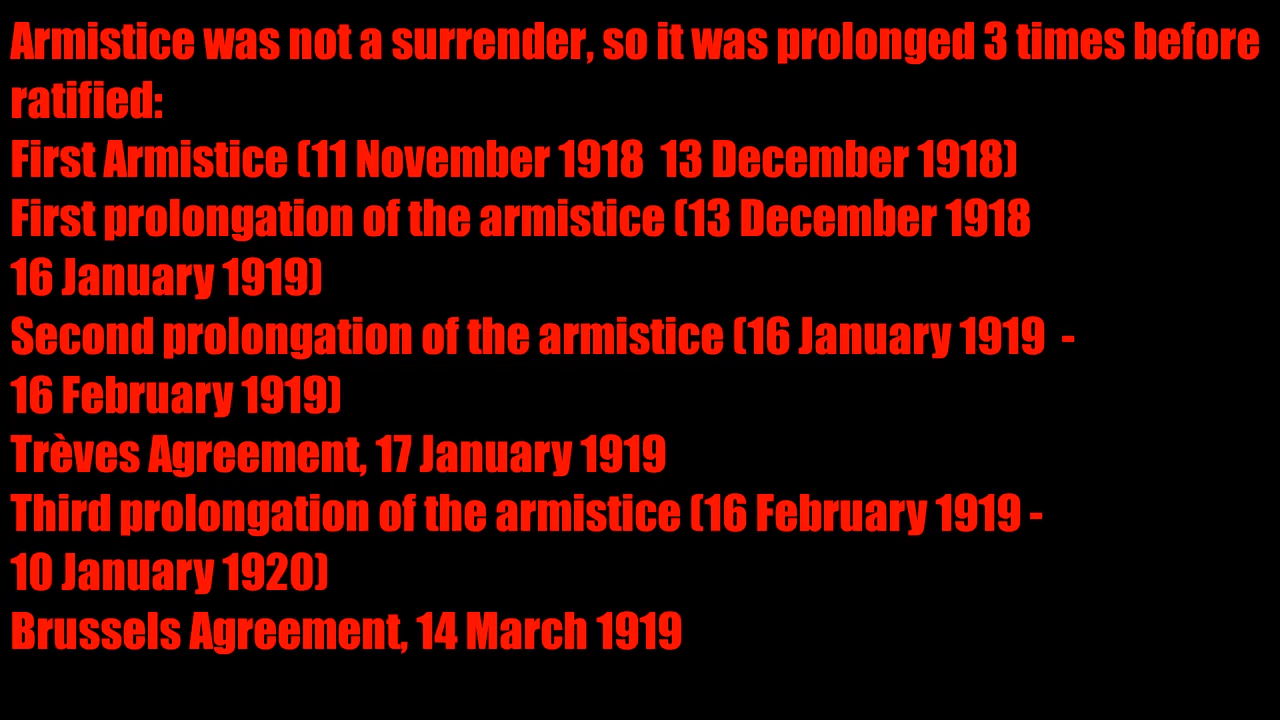 Armistice was not a surrender, so it was prolonged 3 times before
ratified:
First Armistice (11 November 1918  13 December 1918)
First prolongation of the armistice (13 December 1918
16 January 1919)
Second prolongation of the armistice (16 January 1919  -
16 February 1919)
Trèves Agreement, 17 January 1919
Third prolongation of the armistice (16 February 1919 -
10 January 1920)
Brussels Agreement, 14 March 1919